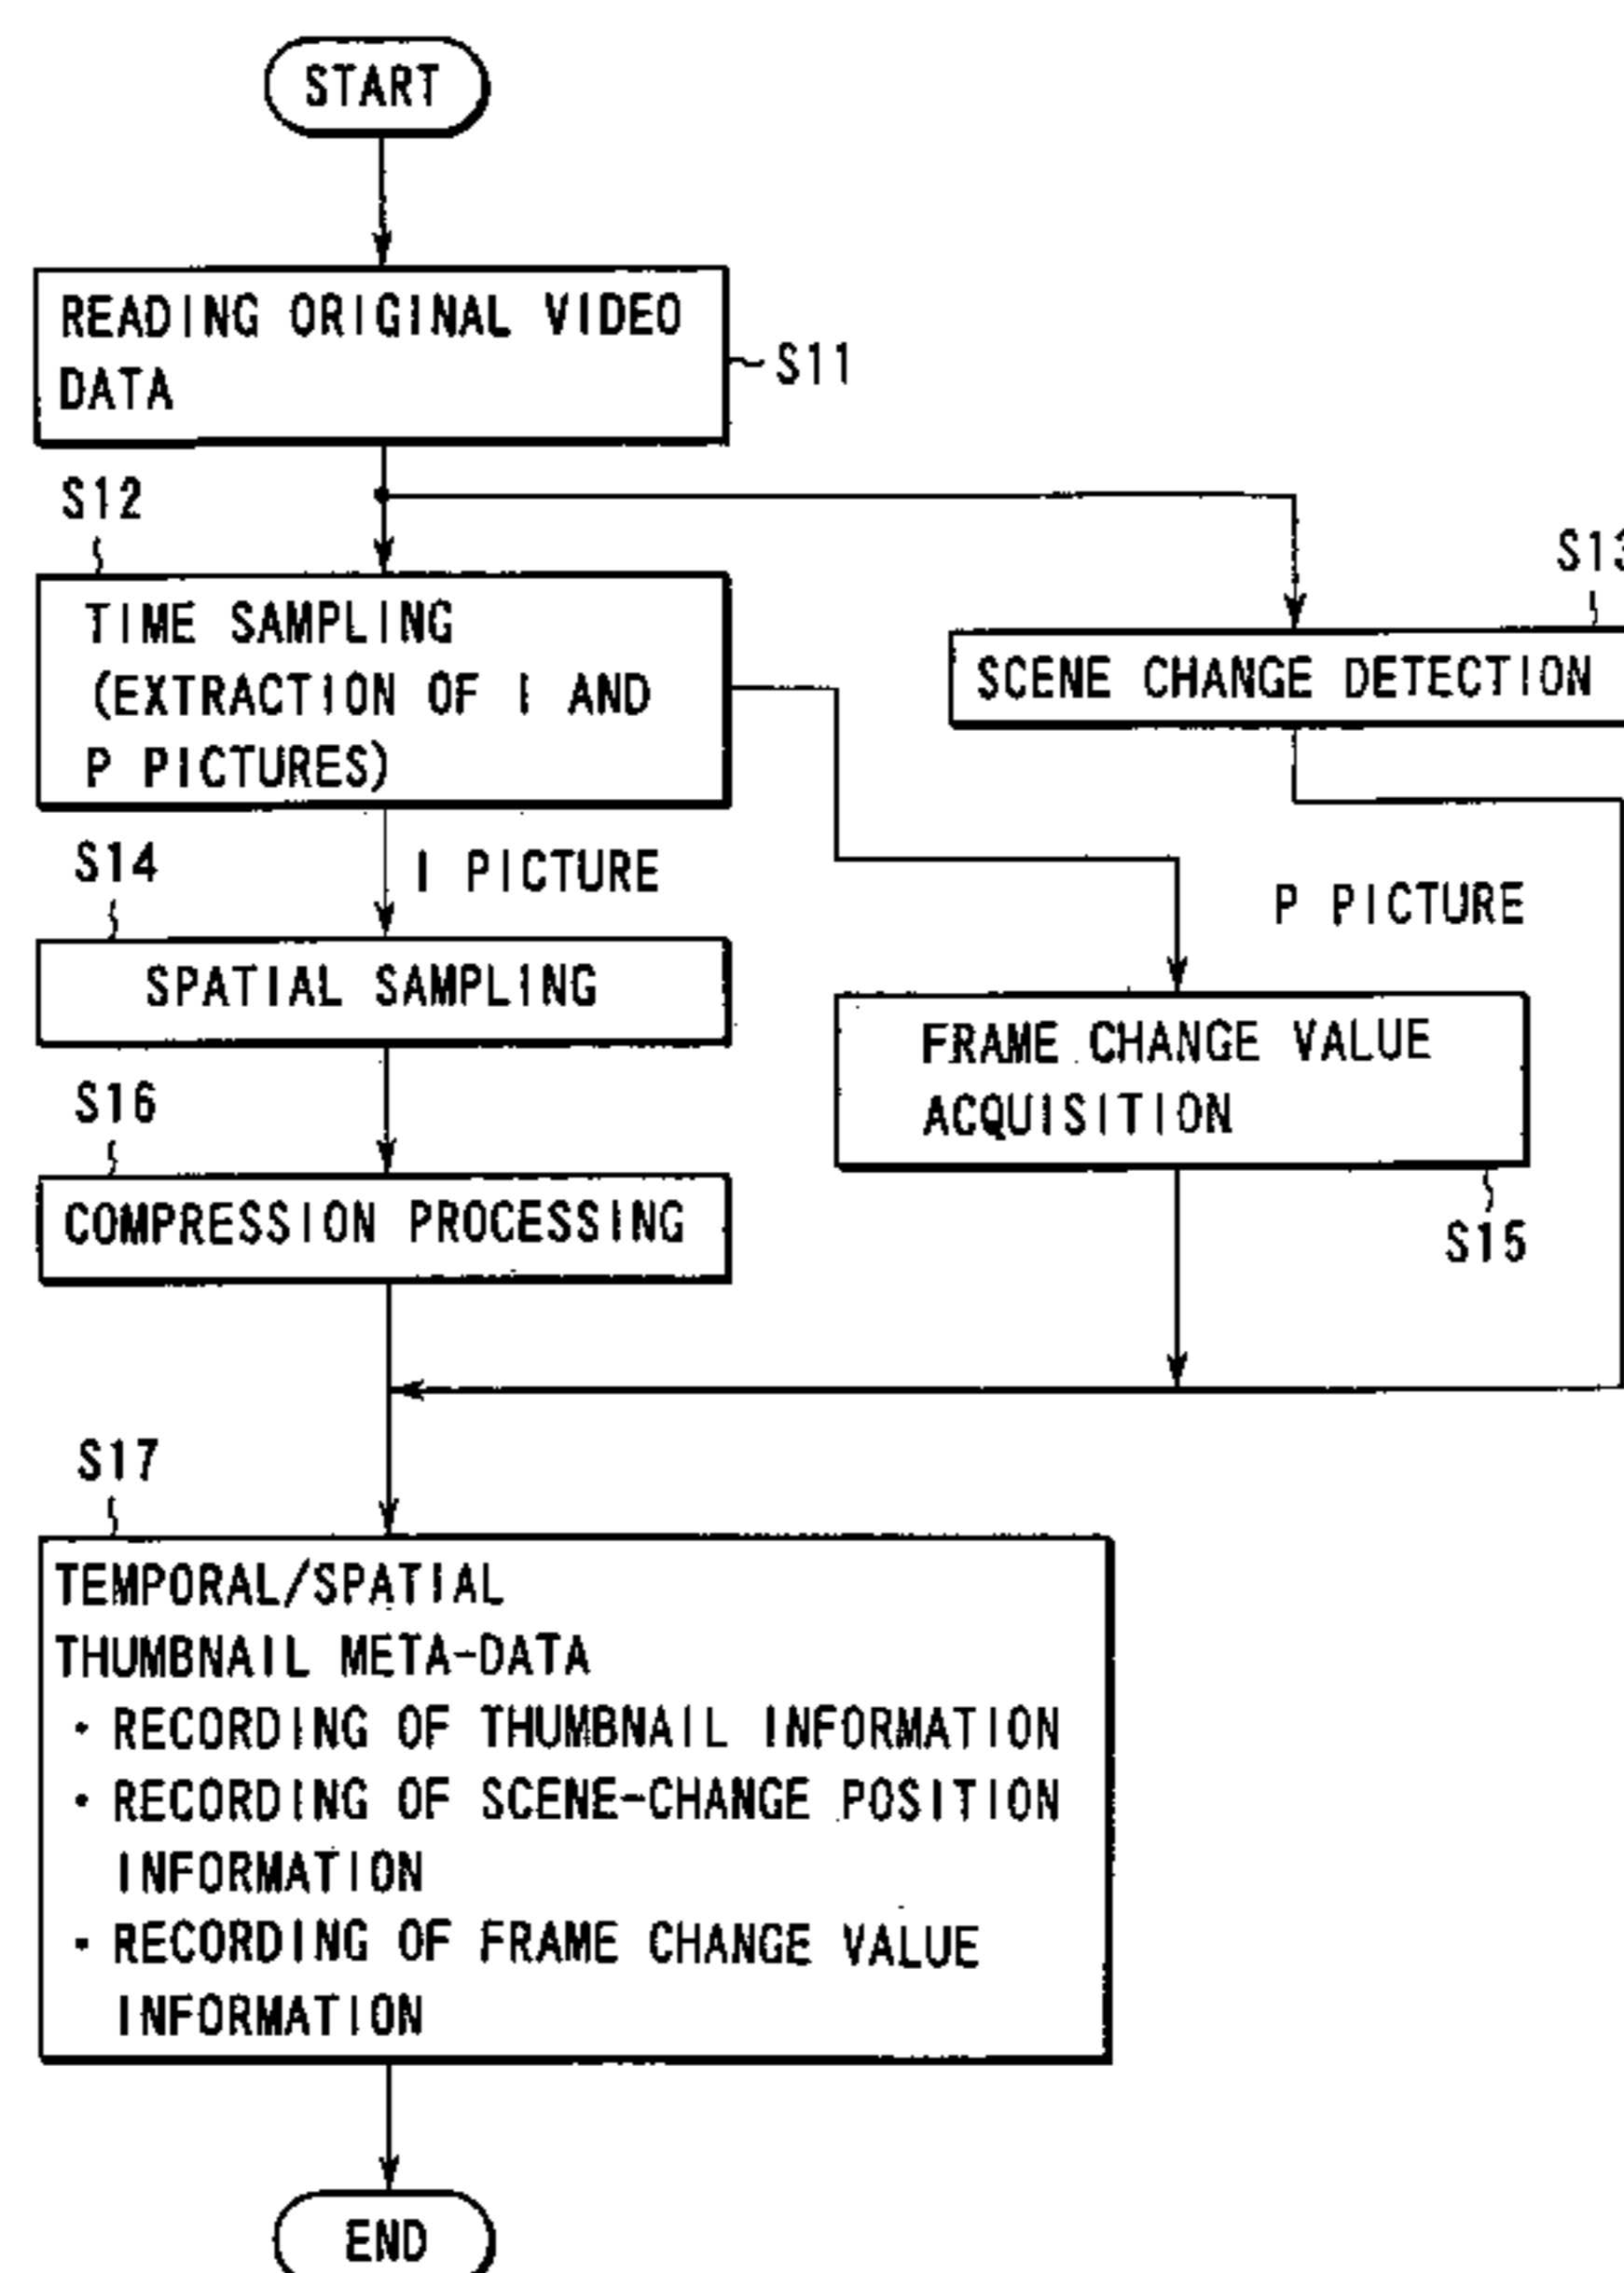 START
READING ORIGINAL VIDEO
DATA
S11
S12
TIME SAMPLING
(EXTRACTION OF I AND
P PICTURES)
S13
SCENE CHANGE DETECTION
S14
I PICTURE
P PICTURE
SPATIAL SAMPLING
FRAME CHANGE VALUE
ACQUISITION
S15
S16
COMPRESSION PROCESSING
S17
TEMPORAL/SPATIAL
THUMBNAIL META-DATA
・RECORDING OF THUMBNAIL INFORMATION
・RECORDING OF SCENE-CHANGE POSITION
INFORMATION
・RECORDING OF FRAME CHANGE VALUE
INFORMATION
END